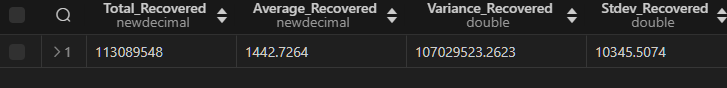 Total_Recovered Average_Recovered Variance_Recovered Stdev_Recovered
newdecimal newdecimal double double
1 113089548 1442.7264 107029523.2623 10345.5074